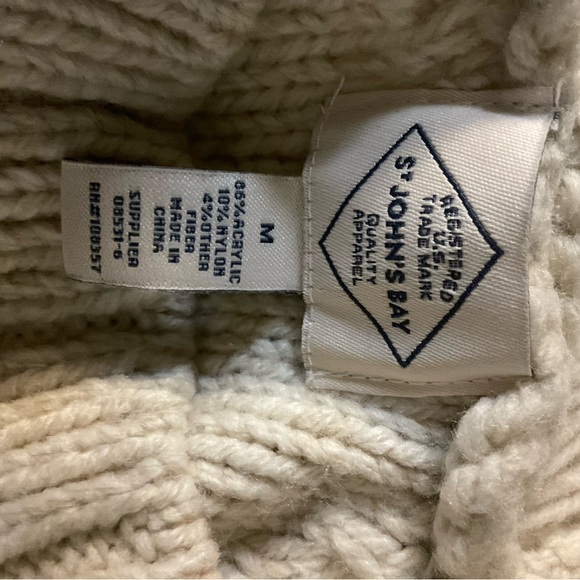 REGISTERED
U.S.
TRADE MARK
ST JOHN'S BAY
QUALITY
APPAREL
M
86% ACRYLIC
10% NYLON
4% OTHER
FIBER
MADE IN
CHINA
SUPPLIER
08531-6
RN#108557